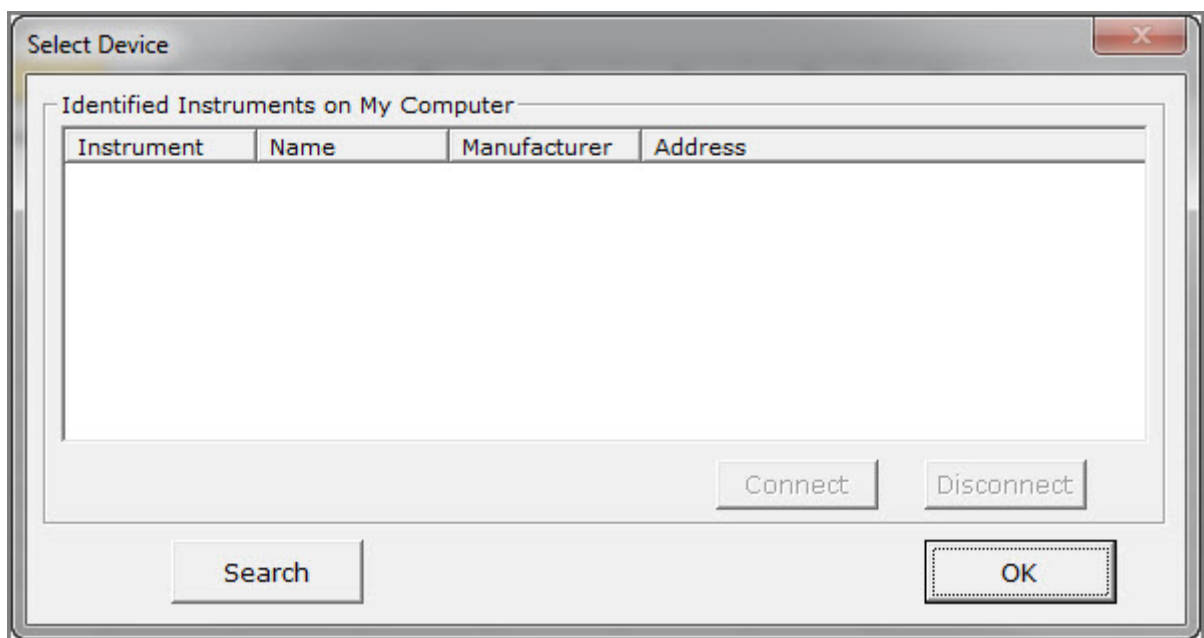 Select Device
Identified Instruments on My Computer
Instrument Name Manufacturer Address
Connect Disconnect
Search OK